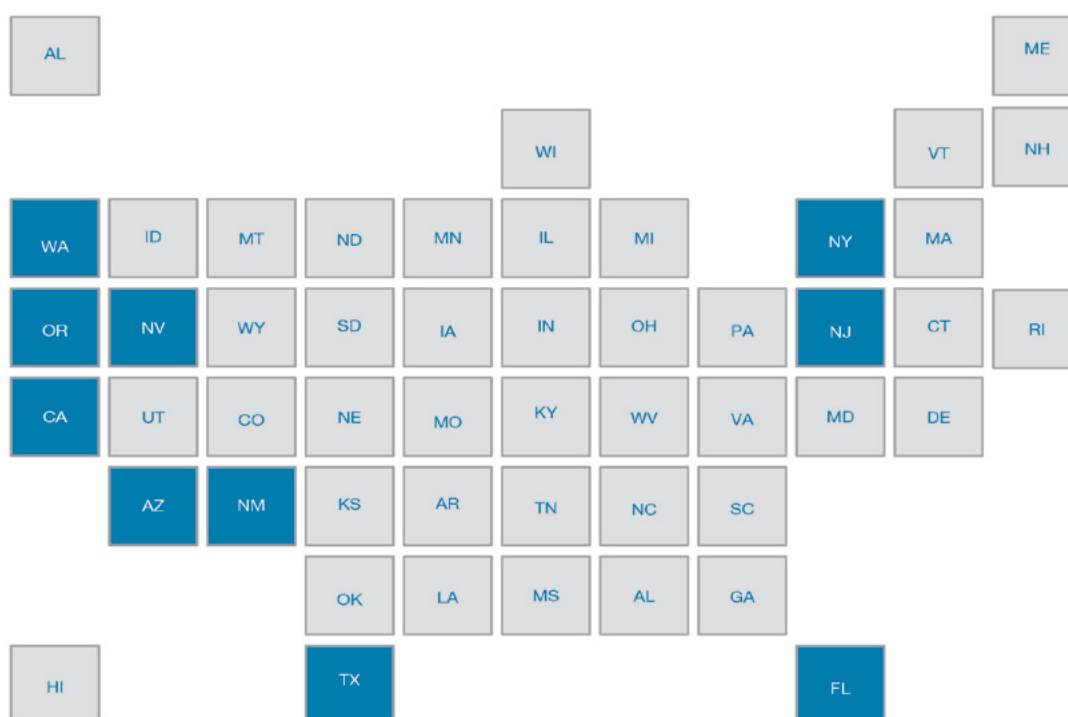 AL ME
WI VT NH
WA ID MT ND MN IL MI NY MA
OR NV WY SD IA IN OH PA NJ CT RI
CA UT CO NE MO KY WV VA MD DE
AZ NM KS AR TN NC SC
OK LA MS AL GA
HI TX FL